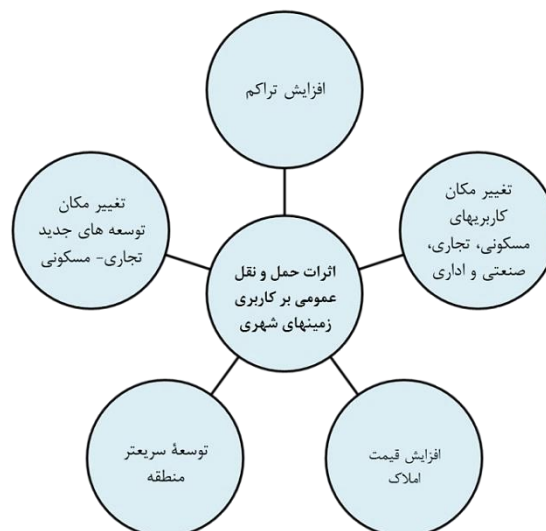 افزایش تراکم
تغییر مکان
کاربریهای
مسکونی، تجاری،
صنعتی و اداری
تغییر مکان
توسعه های جدید
تجاری- مسکونی
اثرات حمل و نقل
عمومی بر کاربری
زمینهای شهری
افزایش قیمت
املاک
توسعۀ سریعتر
منطقه